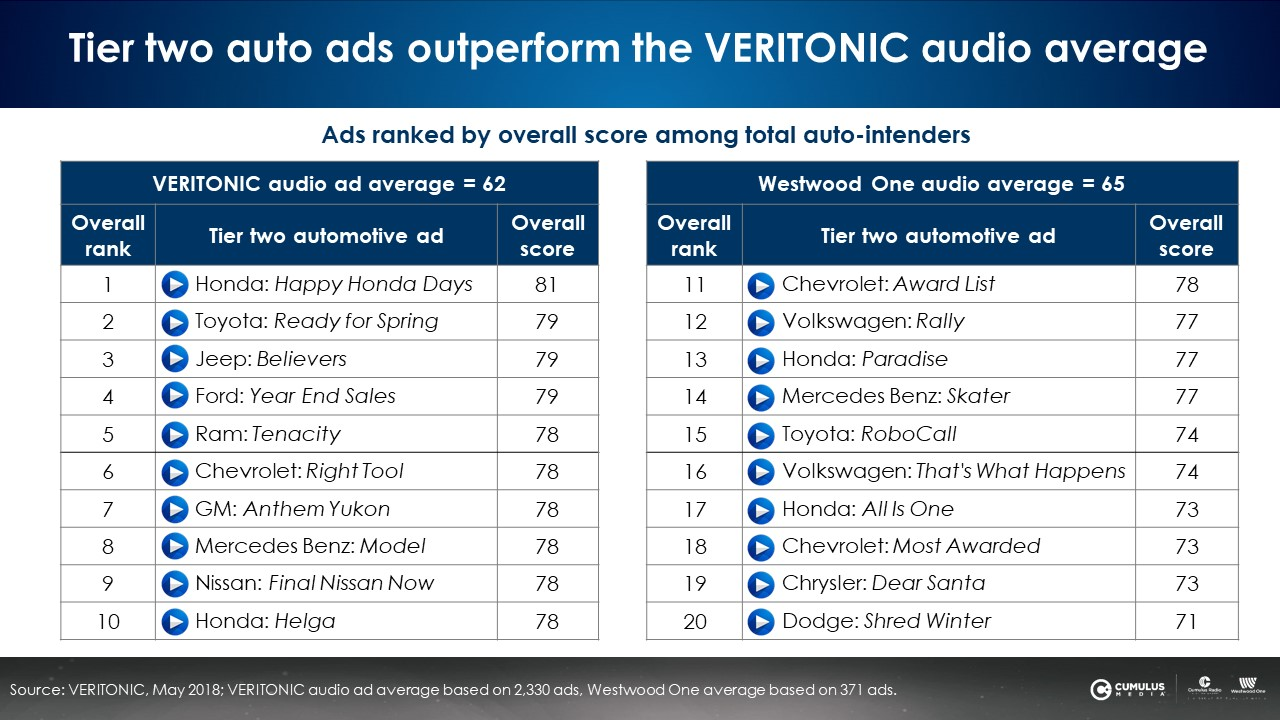 Tier two auto ads outperform the VERITONIC audio average
Ads ranked by overall score among total auto-intenders
VERITONIC audio ad average = 62
Overall rank Tier two automotive ad Overall score
1 Honda: Happy Honda Days 81
2 Toyota: Ready for Spring 79
3 Jeep: Believers 79
4 Ford: Year End Sales 79
5 Ram: Tenacity 78
6 Chevrolet: Right Tool 78
7 GM: Anthem Yukon 78
8 Mercedes Benz: Model 78
9 Nissan: Final Nissan Now 78
10 Honda: Helga 78
Westwood One audio average = 65
Overall rank Tier two automotive ad Overall score
11 Chevrolet: Award List 78
12 Volkswagen: Rally 77
13 Honda: Paradise 77
14 Mercedes Benz: Skater 77
15 Toyota: RoboCall 74
16 Volkswagen: That's What Happens 74
17 Honda: All Is One 73
18 Chevrolet: Most Awarded 73
19 Chrysler: Dear Santa 73
20 Dodge: Shred Winter 71
Source: VERITONIC, May 2018; VERITONIC audio ad average based on 2,330 ads, Westwood One average based on 371 ads.
CUMULUS
MEDIA
Cumulus Radio
Westwood One